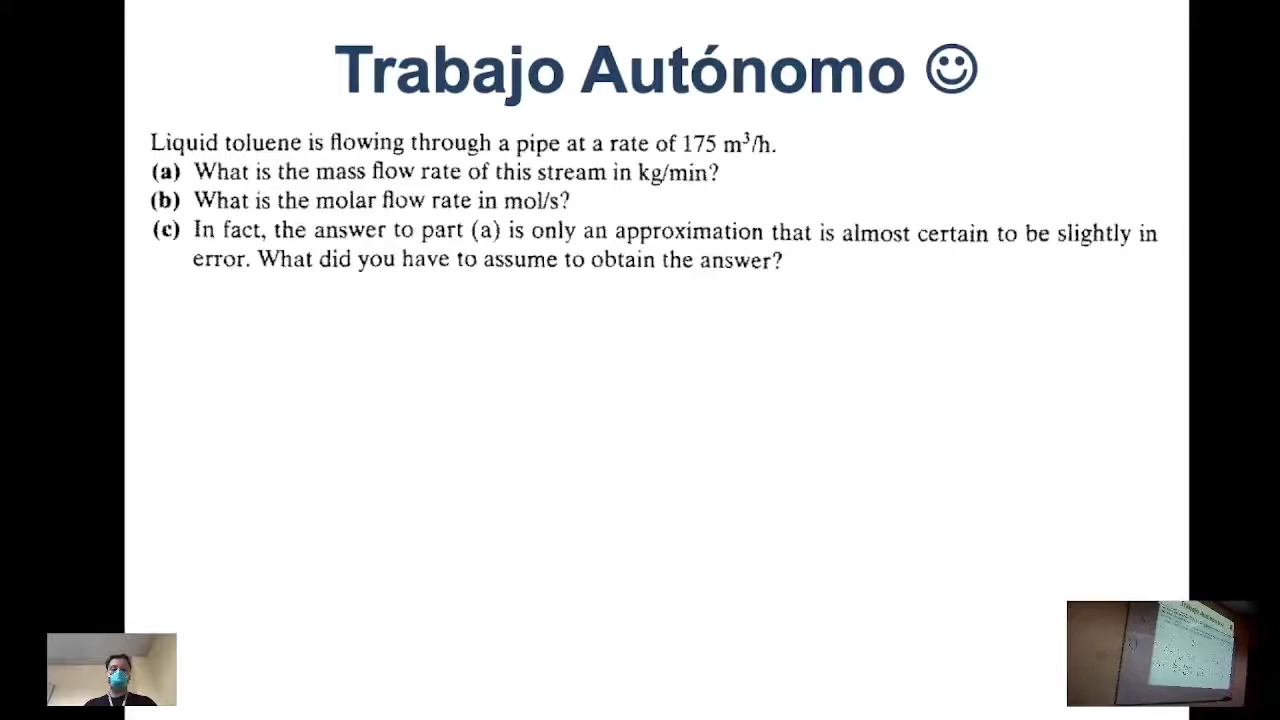 Trabajo Autónomo ☺
Liquid toluene is flowing through a pipe at a rate of 175 m³/h.
(a) What is the mass flow rate of this stream in kg/min?
(b) What is the molar flow rate in mol/s?
(c) In fact, the answer to part (a) is only an approximation that is almost certain to be slightly in
error. What did you have to assume to obtain the answer?